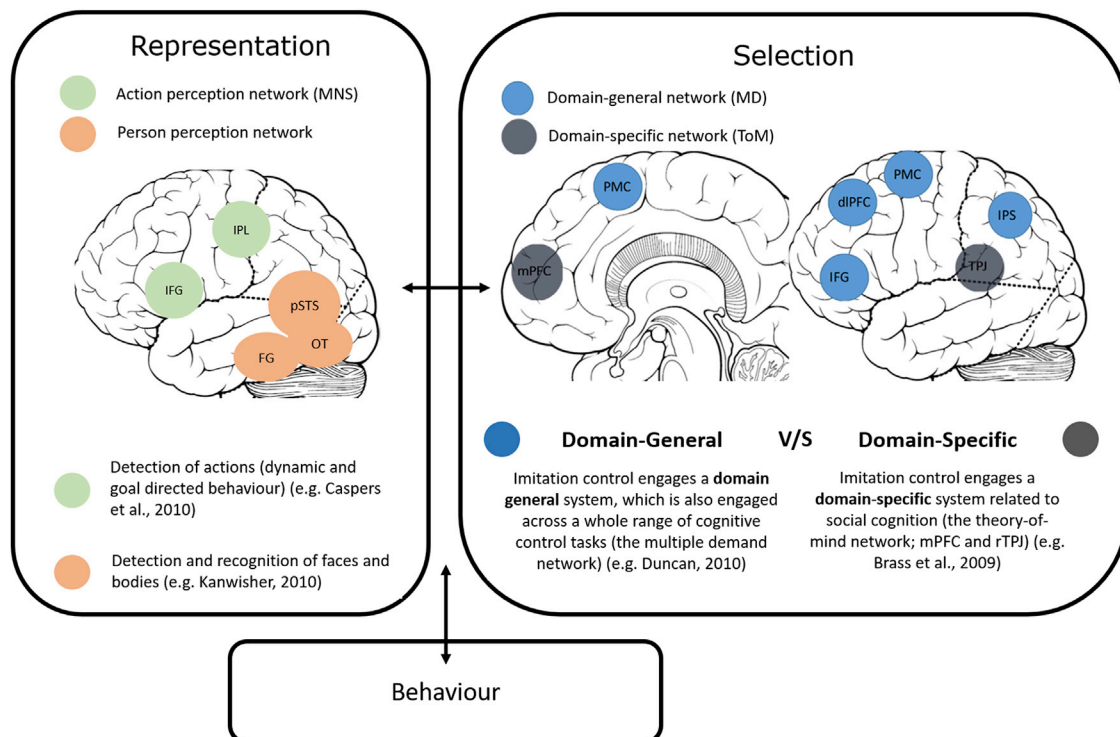 Representation
Action perception network (MNS)
Person perception network
IPL
IFG
pSTS
OT
FG
Detection of actions (dynamic and
goal directed behaviour) (e.g. Caspers
et al., 2010)
Detection and recognition of faces and
bodies (e.g. Kanwisher, 2010)
Selection
Domain-general network (MD)
Domain-specific network (ToM)
PMC
mPFC
PMC
dlPFC
IPS
TPJ
IFG
Domain-General V/S Domain-Specific
Imitation control engages a domain
general system, which is also engaged
across a whole range of cognitive
control tasks (the multiple demand
network) (e.g. Duncan, 2010)
Imitation control engages a
domain-specific system related to
social cognition (the theory-of-
mind network; mPFC and rTPJ) (e.g.
Brass et al., 2009)
Behaviour